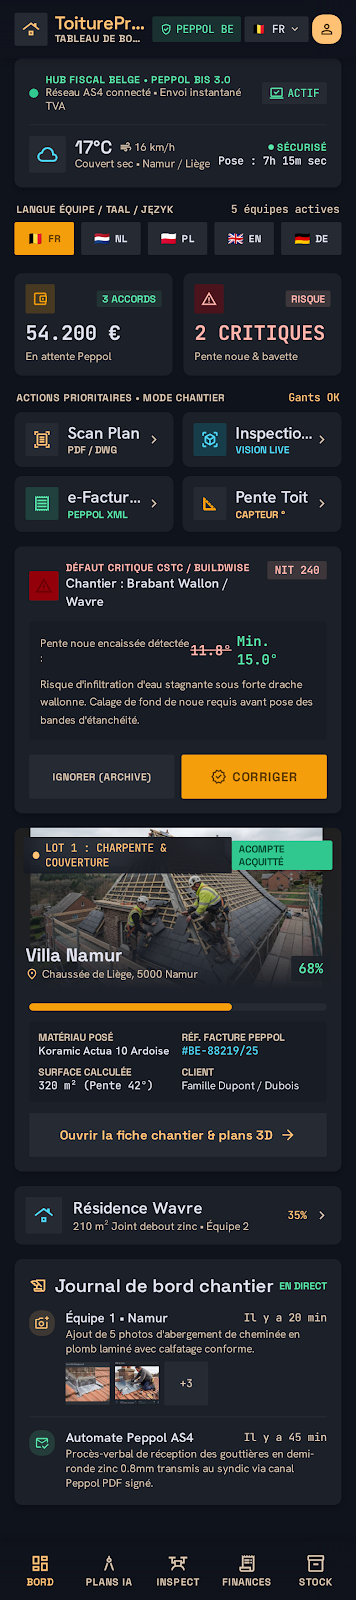 ToiturePr...
TABLEAU DE BO...
PEPPOL BE
FR
HUB FISCAL BELGE • PEPPOL BIS 3.0
Réseau AS4 connecté • Envoi instantané
TVA
ACTIF
17°C 16 km/h
Couvert sec • Namur / Liège
SÉCURISÉ
Pose : 7h 15m sec
LANGUE ÉQUIPE / TAAL / JĘZYK
5 équipes actives
FR
NL
PL
EN
DE
3 ACCORDS
54.200 €
En attente Peppol
RISQUE
2 CRITIQUES
Pente noue & bavette
ACTIONS PRIORITAIRES • MODE CHANTIER
Gants OK
Scan Plan
PDF / DWG
Inspectio...
VISION LIVE
e-Factur...
PEPPOL XML
Pente Toit
CAPTEUR °
DÉFAUT CRITIQUE CSTC / BUILDWISE
Chantier : Brabant Wallon /
Wavre
NIT 240
Pente noue encaissée détectée
:
11.8°
Min.
15.0°
Risque d'infiltration d'eau stagnante sous forte drache
wallonne. Calage de fond de noue requis avant pose des
bandes d'étanchéité.
IGNORER (ARCHIVE)
CORRIGER
LOT 1 : CHARPENTE &
COUVERTURE
ACOMPTE
ACQUITTÉ
Villa Namur
Chaussée de Liège, 5000 Namur
68%
MATÉRIAU POSÉ
Koramic Actua 10 Ardoise
RÉF. FACTURE PEPPOL
#BE-88219/25
SURFACE CALCULÉE
320 m² (Pente 42°)
CLIENT
Famille Dupont / Dubois
Ouvrir la fiche chantier & plans 3D
Résidence Wavre
210 m² Joint debout zinc • Équipe 2
35%
Journal de bord chantier
EN DIRECT
Équipe 1 • Namur
Il y a 20 min
Ajout de 5 photos d'abergement de cheminée en
plomb laminé avec calfatage conforme.
+3
Automate Peppol AS4
Il y a 45 min
Procès-verbal de réception des gouttières en demi-
ronde zinc 0.8mm transmis au syndic via canal
Peppol PDF signé.
BORD
PLANS IA
INSPECT
FINANCES
STOCK